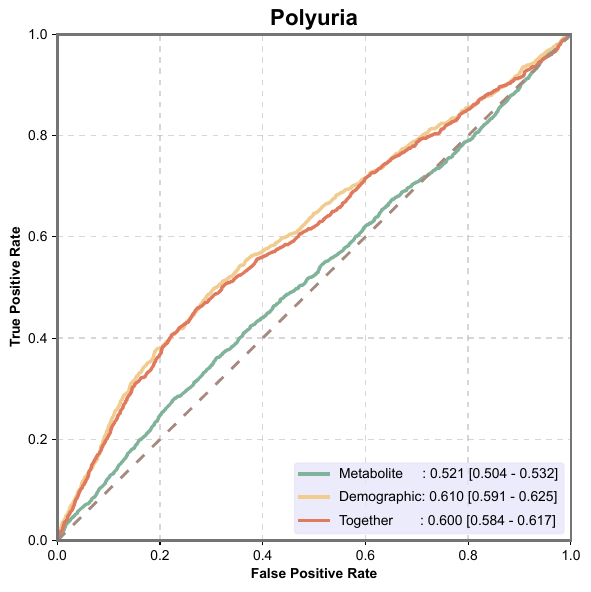 Polyuria
1.0
0.8
0.6
0.4
0.2
0.0
True Positive Rate
Metabolite : 0.521 [0.504 - 0.532]
Demographic: 0.610 [0.591 - 0.625]
Together : 0.600 [0.584 - 0.617]
0.0 0.2 0.4 0.6 0.8 1.0
False Positive Rate